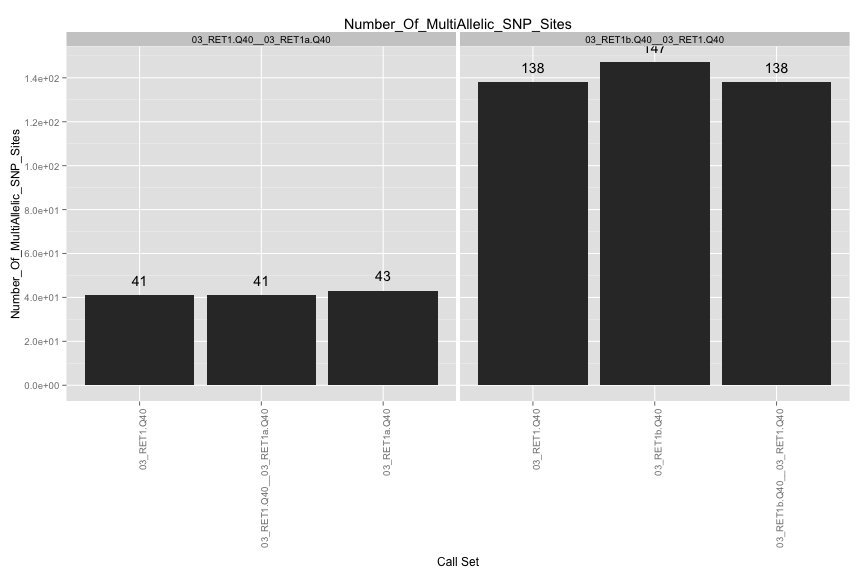 Number_Of_MultiAllelic_SNP_Sites
03_RET1.Q40__03_RET1a.Q40
03_RET1b.Q40__03_RET1.Q40
Number_Of_MultiAllelic_SNP_Sites
1.4e+02
1.2e+02
1.0e+02
8.0e+01
6.0e+01
4.0e+01
2.0e+01
0.0e+00
41
41
43
138
147
138
03_RET1.Q40
03_RET1.Q40__03_RET1a.Q40
03_RET1a.Q40
03_RET1.Q40
03_RET1b.Q40
03_RET1b.Q40__03_RET1.Q40
Call Set